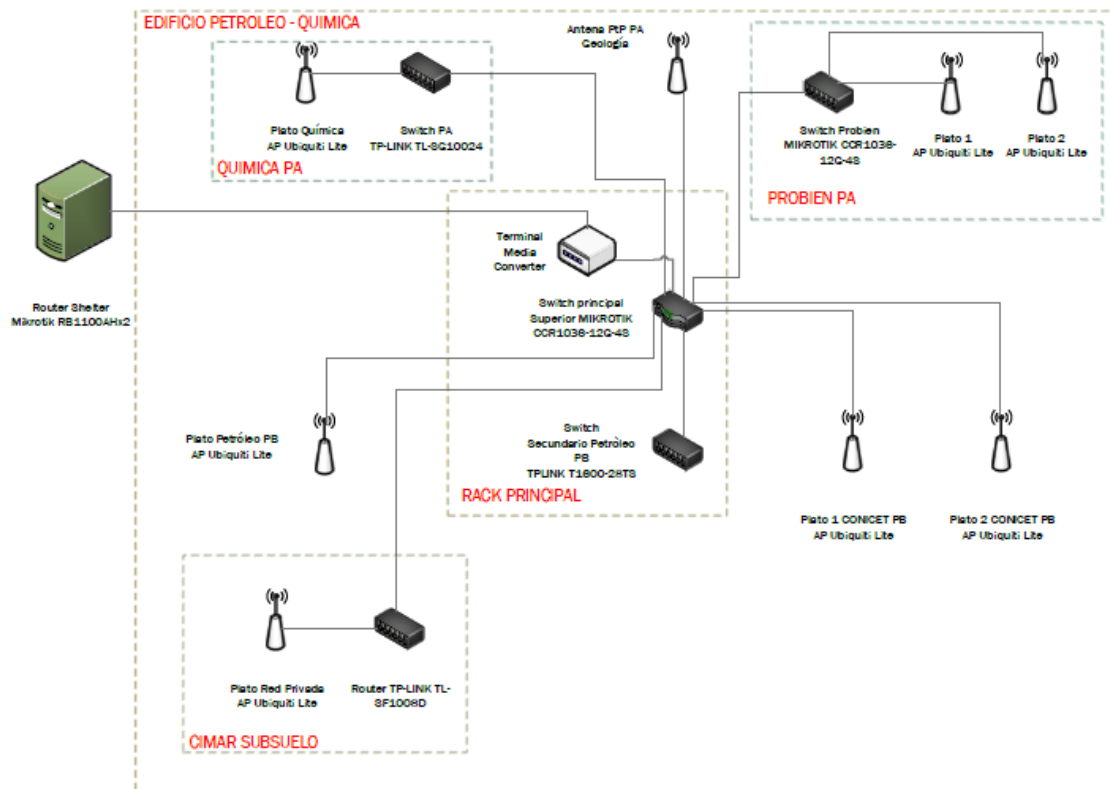 EDIFICIO PETROLEO - QUIMICA
Plato Química
AP Ubiquiti Lite
Switch PA
TP-LINK TL-SG10024
QUIMICA PA
Antena PtP PA
Geología
Switch Probien
MIKROTIK CCR1036-
12G-4S
Plato 1
AP Ubiquiti Lite
Plato 2
AP Ubiquiti Lite
PROBIEN PA
Router Shelter
Mikrotik RB1100AHx2
Terminal
Media
Converter
Switch principal
Superior MIKROTIK
CCR1036-12G-4S
Switch
Secundario Petróleo
PB
TPLINK T1600-28TS
RACK PRINCIPAL
Plato Petróleo PB
AP Ubiquiti Lite
Plato 1 CONICET PB
AP Ubiquiti Lite
Plato 2 CONICET PB
AP Ubiquiti Lite
Plato Red Privada
AP Ubiquiti Lite
Router TP-LINK TL-
SF1008D
CIMAR SUBSUELO